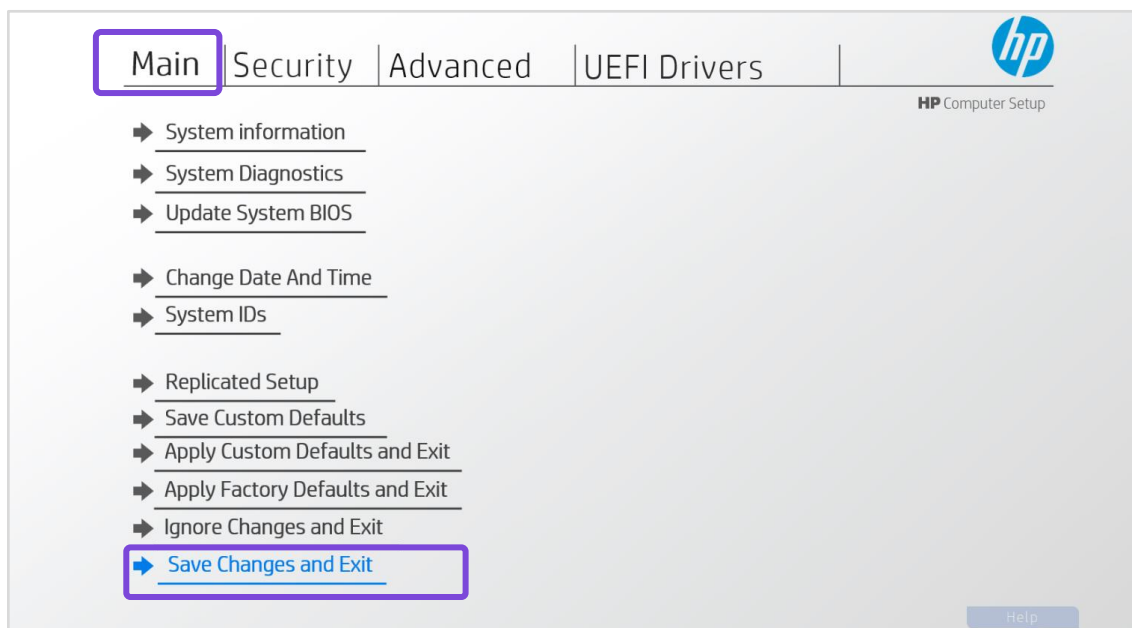 Main Security Advanced UEFI Drivers
hp
HP Computer Setup
System information
System Diagnostics
Update System BIOS
Change Date And Time
System IDs
Replicated Setup
Save Custom Defaults
Apply Custom Defaults and Exit
Apply Factory Defaults and Exit
Ignore Changes and Exit
Save Changes and Exit
Help